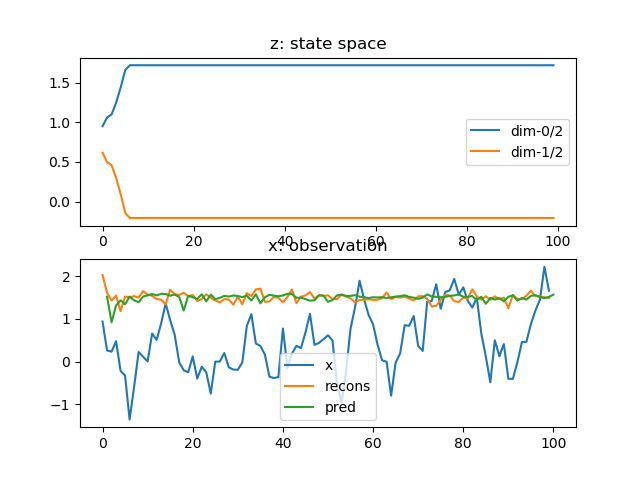 z: state space
1.5
1.0
0.5
0.0
dim-0/2
dim-1/2
0 20 40 60 80 100
x: observation
2
1
0
−1
x
recons
pred
0 20 40 60 80 100